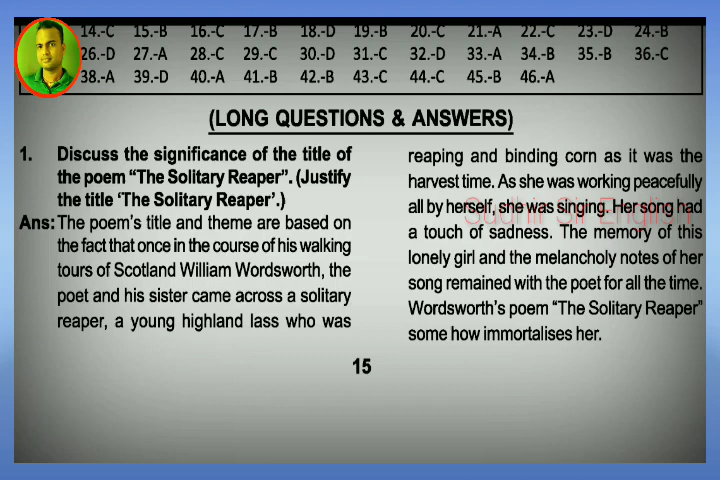 14.-C 15.-B 16.-C 17.-B 18.-D 19.-B 20.-C 21.-A 22.-C 23.-D 24.-B
26.-D 27.-A 28.-C 29.-C 30.-D 31.-C 32.-D 33.-A 34.-B 35.-B 36.-C
38.-A 39.-D 40.-A 41.-B 42.-B 43.-C 44.-C 45.-B 46.-A
(LONG QUESTIONS & ANSWERS)
1. Discuss the significance of the title of
the poem “The Solitary Reaper”. (Justify
the title ‘The Solitary Reaper’.)
Ans: The poem’s title and theme are based on
the fact that once in the course of his walking
tours of Scotland William Wordsworth, the
poet and his sister came across a solitary
reaper, a young highland lass who was
reaping and binding corn as it was the
harvest time. As she was working peacefully
all by herself, she was singing. Her song had
a touch of sadness. The memory of this
lonely girl and the melancholy notes of her
song remained with the poet for all the time.
Wordsworth’s poem “The Solitary Reaper”
some how immortalises her.
Sudhir Sir English
15